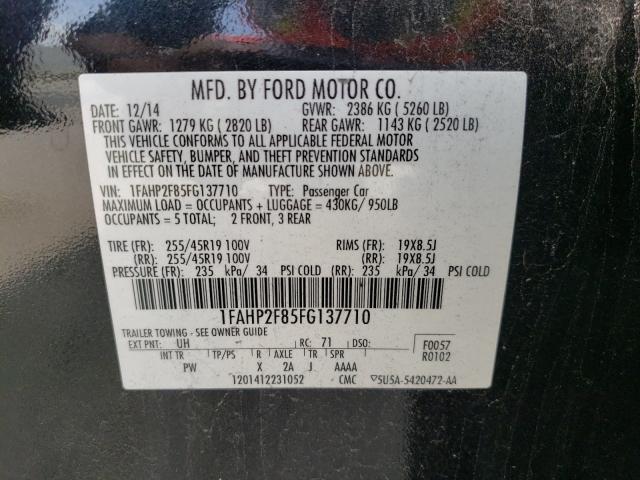 MFD. BY FORD MOTOR CO.
DATE: 12/14 GVWR: 2386 KG ( 5260 LB)
FRONT GAWR: 1279 KG ( 2820 LB) REAR GAWR: 1143 KG ( 2520 LB)
THIS VEHICLE CONFORMS TO ALL APPLICABLE FEDERAL MOTOR
VEHICLE SAFETY, BUMPER, AND THEFT PREVENTION STANDARDS
IN EFFECT ON THE DATE OF MANUFACTURE SHOWN ABOVE.
VIN: 1FAHP2F85FG137710 TYPE: Passenger Car
MAXIMUM LOAD = OCCUPANTS + LUGGAGE = 430KG/ 950LB
OCCUPANTS = 5 TOTAL: 2 FRONT, 3 REAR
TIRE (FR): 255/45R19 100V RIMS (FR): 19X8.5J
(RR): 255/45R19 100V (RR): 19X8.5J
PRESSURE (FR): 235 kPa/ 34 PSI COLD (RR): 235 kPa/ 34 PSI COLD
1FAHP2F85FG137710
TRAILER TOWING - SEE OWNER GUIDE
EXT PNT: UH RC: 71 DSO: F0057
INT TR TP/PS R AXLE TR SPR R0102
PW X 2A J AAAA
1201412231052 CMC ▽5U5A-5420472-AA